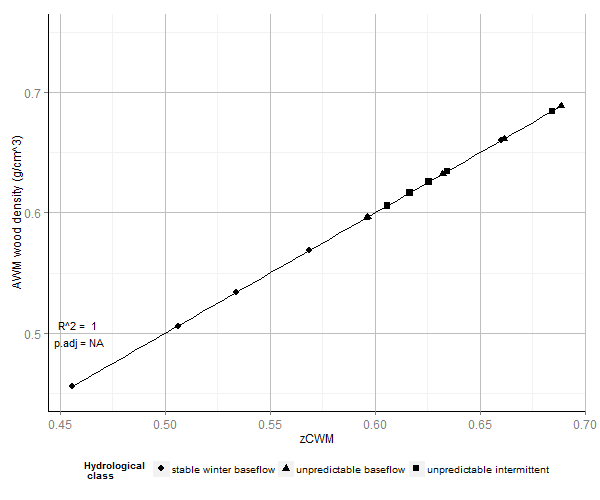 AWM wood density (g/cm^3)
0.7
0.6
0.5
R^2 = 1
p.adj = NA
0.45 0.50 0.55 0.60 0.65 0.70
zCWM
Hydrological
class
stable winter baseflow unpredictable baseflow unpredictable intermittent